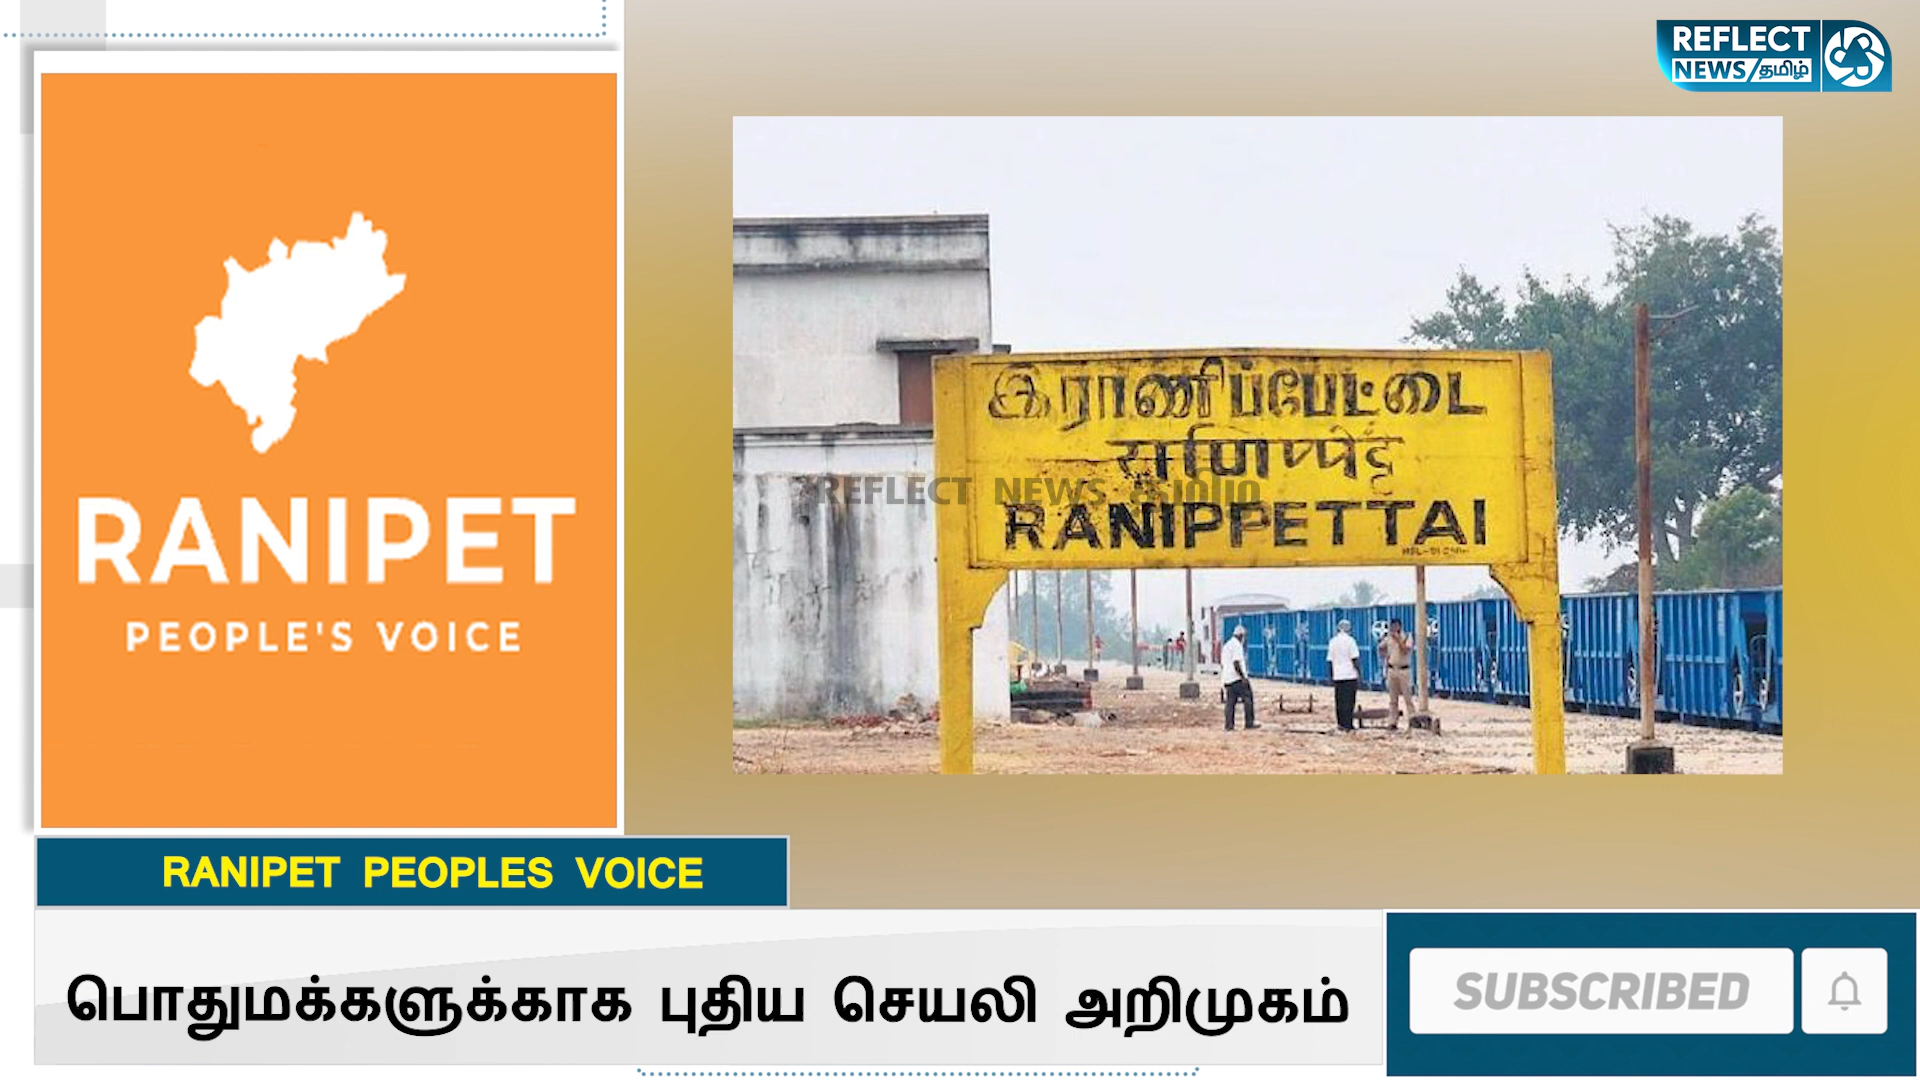 REFLECT
NEWS/தமிழ்
RANIPET
PEOPLE'S VOICE
இராணிப்பேட்டை
REFLECT NEWS தமிழ்
RANIPPETTAI
RANIPET PEOPLES VOICE
பொதுமக்களுக்காக புதிய செயலி அறிமுகம்
SUBSCRIBED